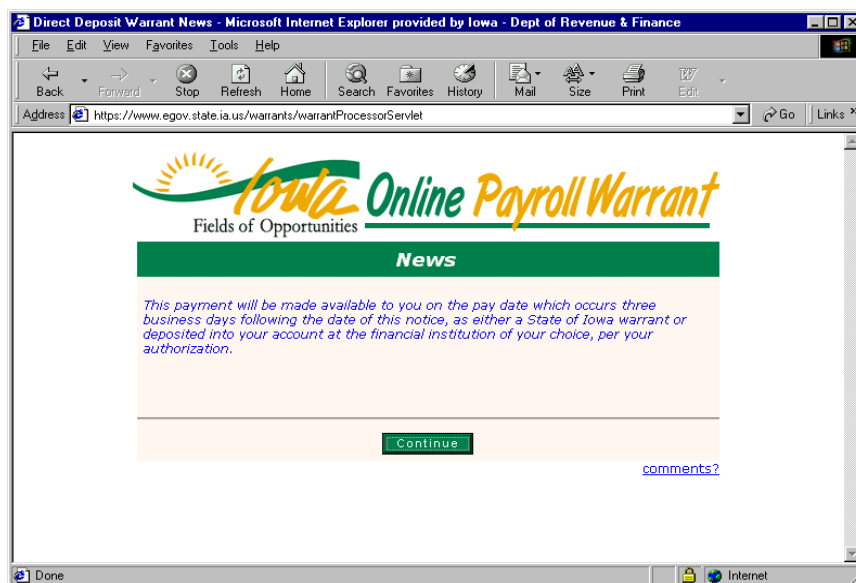 Direct Deposit Warrant News - Microsoft Internet Explorer provided by Iowa - Dept of Revenue & Finance
File Edit View Favorites Tools Help
Back Forward Stop Refresh Home Search Favorites History Mail Size Print Edit
Address https://www.egov.state.ia.us/warrants/warrantProcessorServlet Go Links »
Iowa Online Payroll Warrant
Fields of Opportunities
News
This payment will be made available to you on the pay date which occurs three
business days following the date of this notice, as either a State of Iowa warrant or
deposited into your account at the financial institution of your choice, per your
authorization.
Continue
comments?
Done Internet